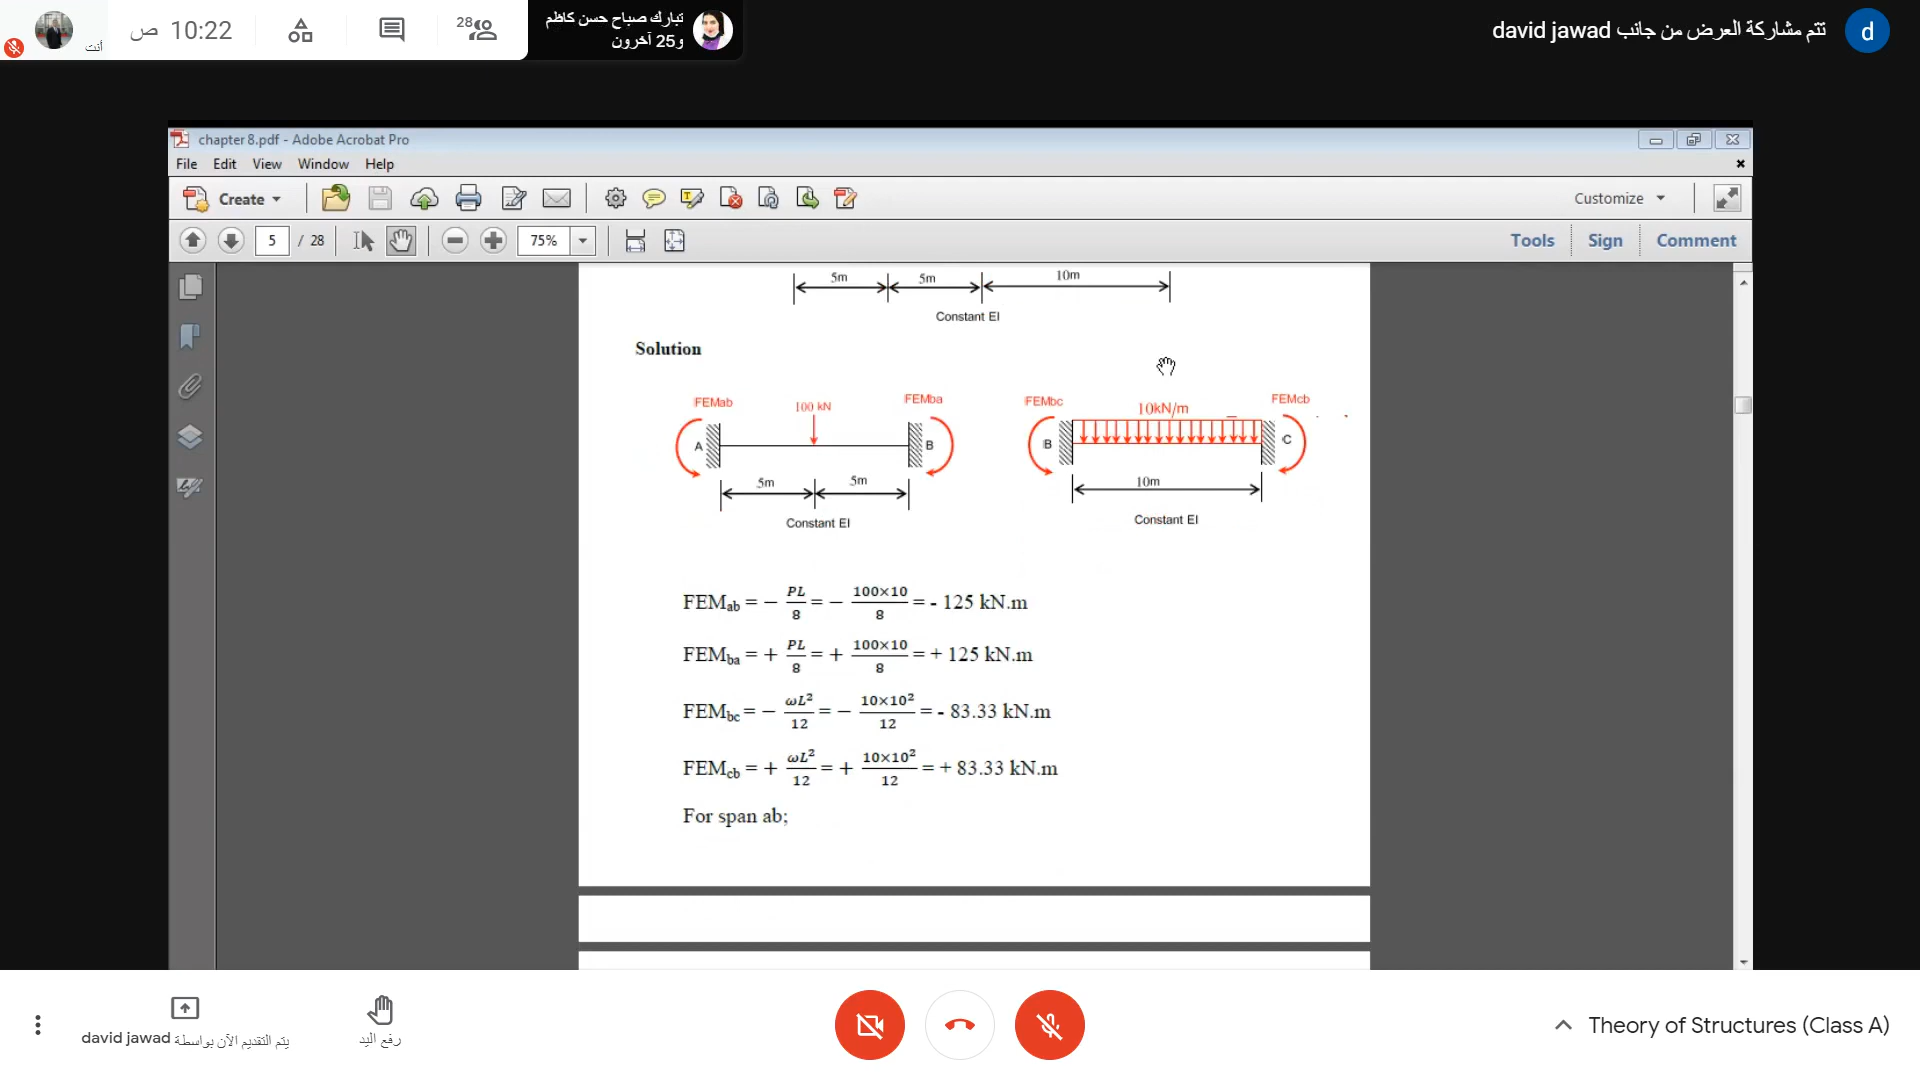 أنت
10:22 ص
28
تبارك صباح حسن كاظم
و25 آخرون
تتم مشاركة العرض من جانب david jawad
d
chapter 8.pdf - Adobe Acrobat Pro
File Edit View Window Help
Create
Customize
5 / 28
75%
Tools Sign Comment
5m 5m 10m
Constant EI
Solution
FEMab 100 kN FEMba
A B
5m 5m
Constant EI
FEMbc 10kN/m FEMcb
B C
10m
Constant EI
FEMab = − PL/8 = − 100×10/8 = - 125 kN.m
FEMba = + PL/8 = + 100×10/8 = + 125 kN.m
FEMbc = − ωL²/12 = − 10×10²/12 = - 83.33 kN.m
FEMcb = + ωL²/12 = + 10×10²/12 = + 83.33 kN.m
For span ab;
يتم التقديم الآن بواسطة david jawad
رفع اليد
Theory of Structures (Class A)